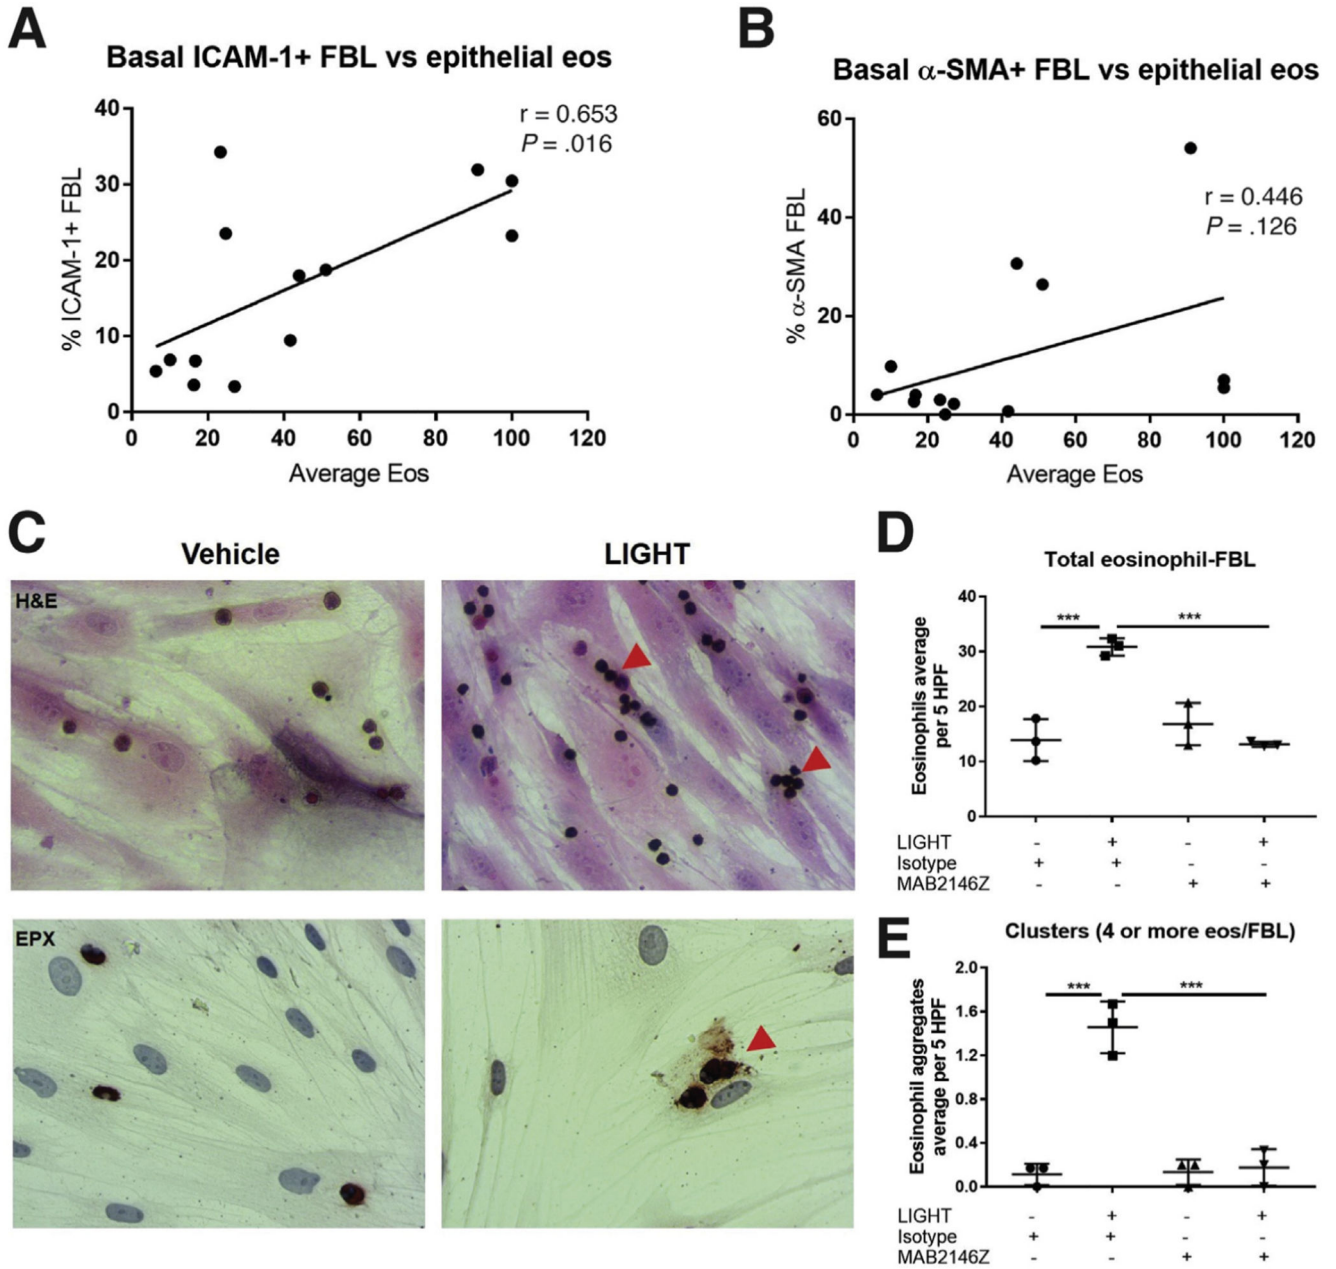 A
Basal ICAM-1+ FBL vs epithelial eos
r = 0.653
P = .016
% ICAM-1+ FBL
40
30
20
10
0
0 20 40 60 80 100 120
Average Eos
B
Basal α-SMA+ FBL vs epithelial eos
r = 0.446
P = .126
% α-SMA FBL
60
40
20
0
0 20 40 60 80 100 120
Average Eos
C
Vehicle LIGHT
H&E
EPX
D
Total eosinophil-FBL
Eosinophils average
per 5 HPF
40
30
20
10
0
*** ***
LIGHT - + - +
Isotype + + - -
MAB2146Z - - + +
E
Clusters (4 or more eos/FBL)
Eosinophil aggregates
average per 5 HPF
2.0
1.6
1.2
0.8
0.4
0.0
*** ***
LIGHT - + - +
Isotype + + - -
MAB2146Z - - + +